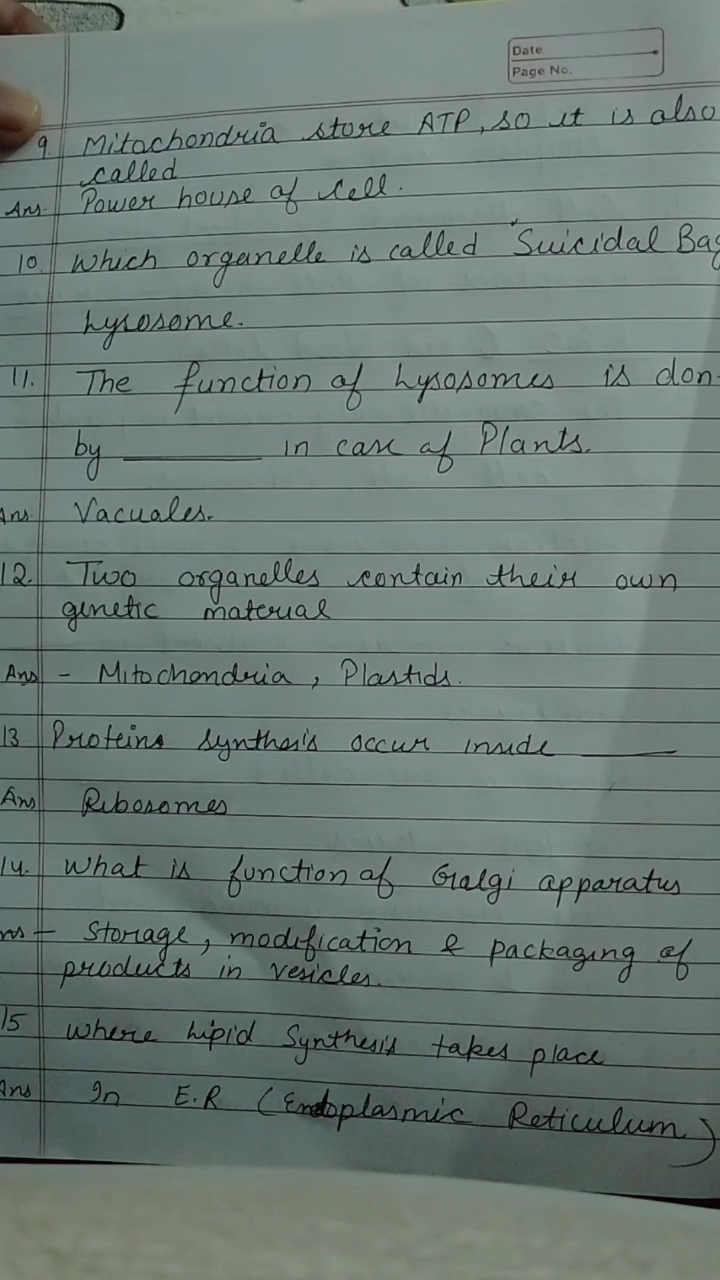 Date
Page No.
9. Mitachondria store ATP, so it is also
called
Ans. Power house of Cell.
10. Which organelle is called "Suicidal Bag
Lysosome.
11. The function of Lysosomes is don
by ______ in case of Plants.
Ans. Vacuales.
12. Two organelles contain their own
genetic material
Ans - Mitochondria, Plastids.
13 Proteins synthesis occur inside ______
Ans Ribosomes
14. What is function of Golgi apparatus
ns - Storage, modification & packaging of
products in vesicles.
15 where Lipid Synthesis takes place
Ans In E.R (Endoplasmic Reticulum)